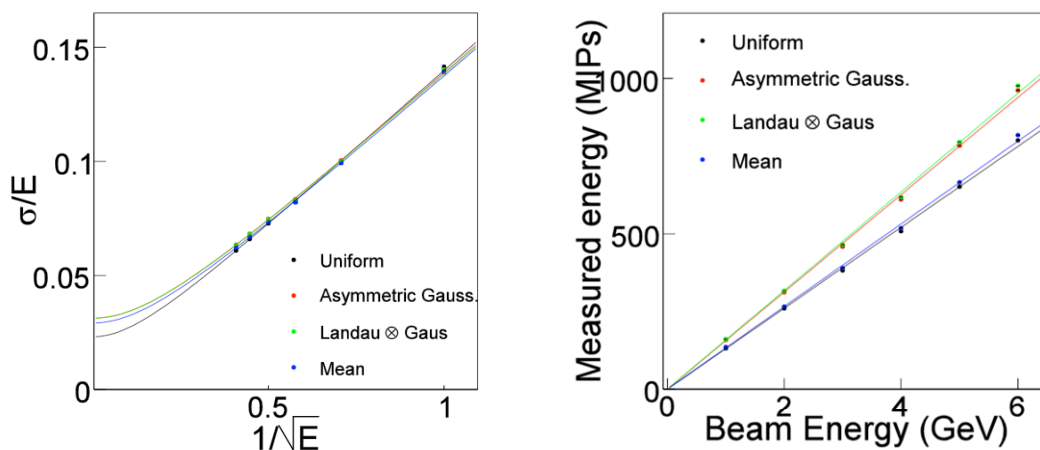 σ/E
0.15
0.1
0.05
0
Uniform
Asymmetric Gauss.
Landau ⊗ Gaus
Mean
0.5
1
1/√E
Measured energy (MIPs)
1000
500
0
Uniform
Asymmetric Gauss.
Landau ⊗ Gaus
Mean
0
2
4
6
Beam Energy (GeV)